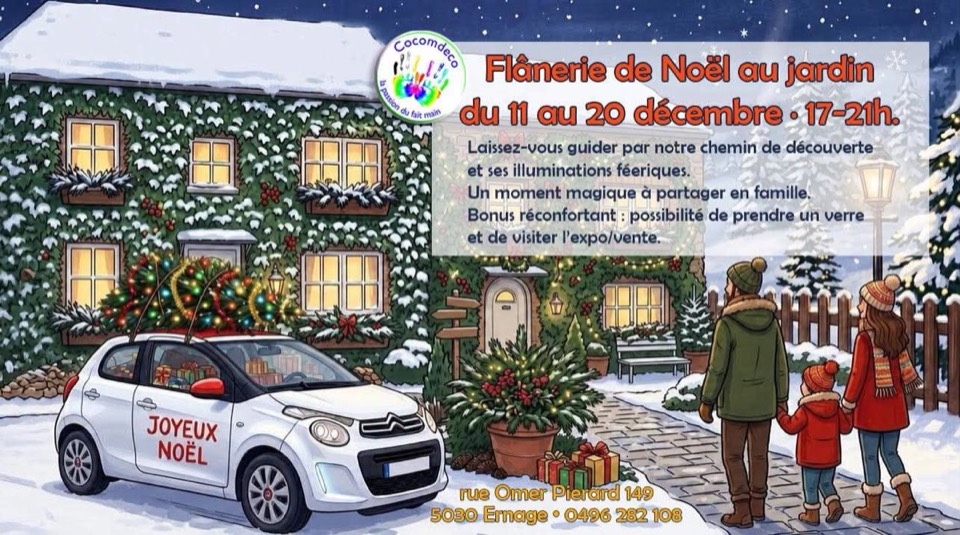 Cocomdeco
la passion du fait main
Flânerie de Noël au jardin
du 11 au 20 décembre • 17-21h.
Laissez-vous guider par notre chemin de découverte
et ses illuminations féeriques.
Un moment magique à partager en famille.
Bonus réconfortant : possibilité de prendre un verre
et de visiter l'expo/vente.
JOYEUX
NOËL
rue Omer Pierard 149
5030 Ernage • 0496 282 108